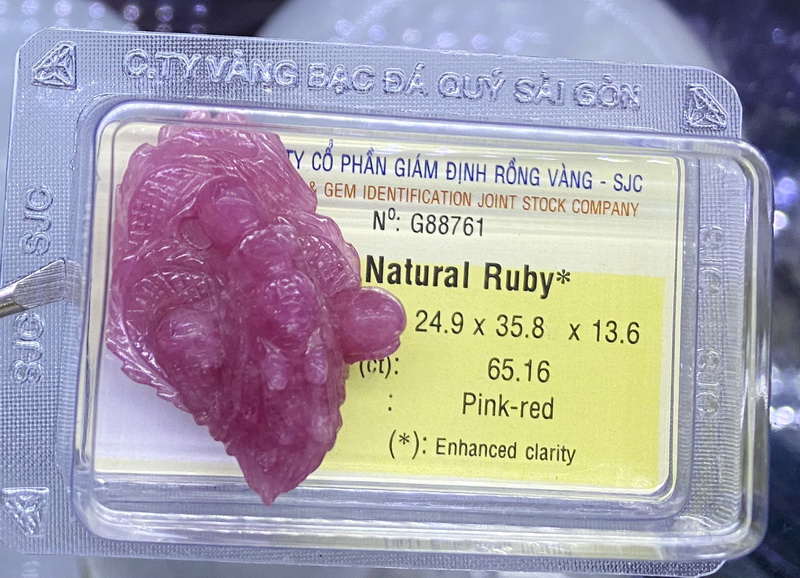 C.TY VÀNG BẠC ĐÁ QUÝ SÀI GÒN
TY CỔ PHẦN GIÁM ĐỊNH RỒNG VÀNG - SJC
& GEM IDENTIFICATION JOINT STOCK COMPANY
Nº: G88761
Natural Ruby*
24.9 x 35.8 x 13.6
(ct): 65.16
: Pink-red
(*): Enhanced clarity
SJC
SJC
SJC
SJC